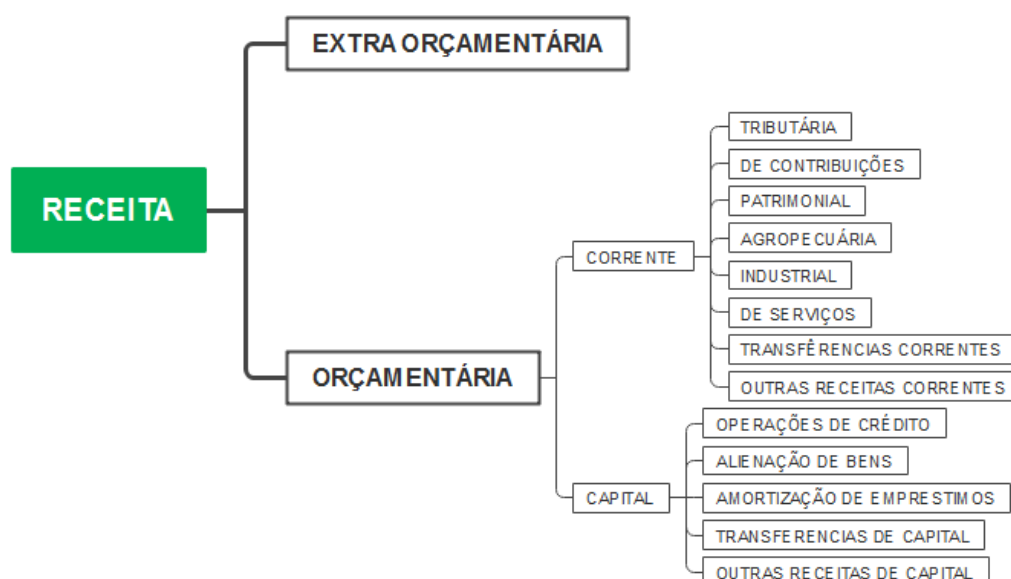 EXTRA ORÇAMENTÁRIA
RECEITA
ORÇAMENTÁRIA
CORRENTE
TRIBUTÁRIA
DE CONTRIBUIÇÕES
PATRIMONIAL
AGROPECUÁRIA
INDUSTRIAL
DE SERVIÇOS
TRANSFÊRENCIAS CORRENTES
OUTRAS RECEITAS CORRENTES
CAPITAL
OPERAÇÕES DE CRÉDITO
ALIENAÇÃO DE BENS
AMORTIZAÇÃO DE EMPRESTIMOS
TRANSFERENCIAS DE CAPITAL
OUTRAS RECEITAS DE CAPITAL